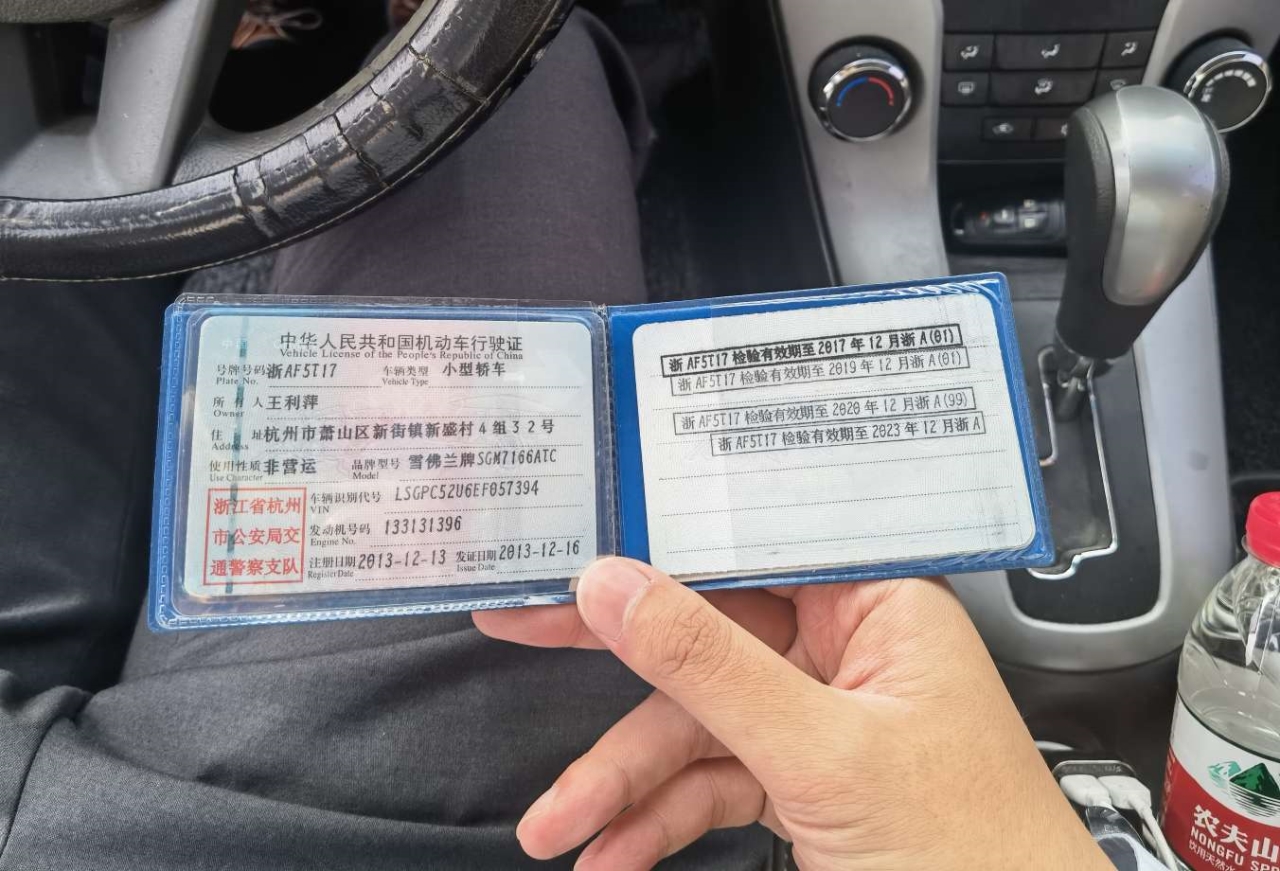 中华人民共和国机动车行驶证
Vehicle License of the People's Republic of China
号牌号码 浙AF5T17 车辆类型 小型轿车
Plate No. Vehicle Type
所有人 王利萍
Owner
住址 杭州市萧山区新街镇新盛村4组32号
Address
使用性质 非营运 品牌型号 雪佛兰牌SGM7166ATC
Use Character Model
浙江省杭州
市公安局交
通警察支队
车辆识别代号 LSGPC52U6EF057394
VIN
发动机号码 133131396
Engine No.
注册日期 2013-12-13 发证日期 2013-12-16
Register Date Issue Date
浙AF5T17检验有效期至2017年12月浙A(01)
浙AF5T17检验有效期至2019年12月浙A(01)
浙AF5T17检验有效期至2020年12月浙A(99)
浙AF5T17检验有效期至2023年12月浙A
农夫山
NONGFU SP
饮用天然水